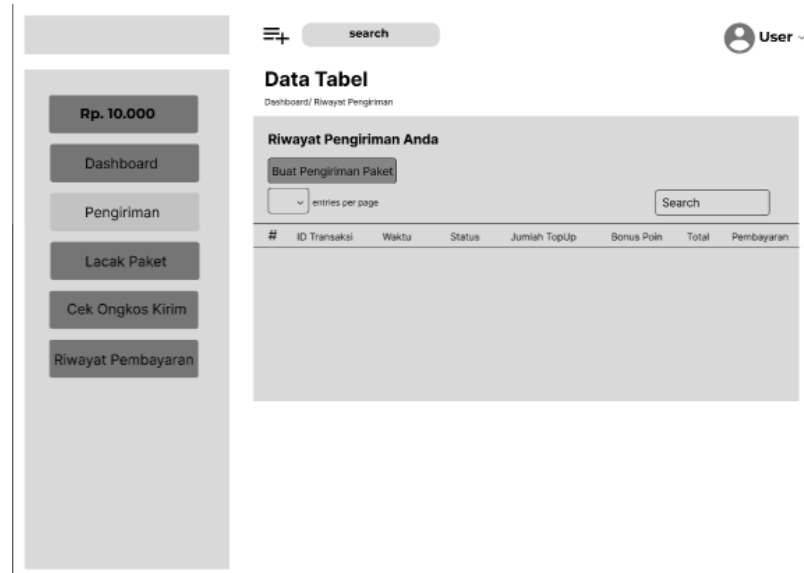 search
User
Data Tabel
Dashboard/ Riwayat Pengiriman
Rp. 10.000
Dashboard
Pengiriman
Lacak Paket
Cek Ongkos Kirim
Riwayat Pembayaran
Riwayat Pengiriman Anda
Buat Pengiriman Paket
entries per page
Search
# ID Transaksi Waktu Status Jumlah TopUp Bonus Poin Total Pembayaran